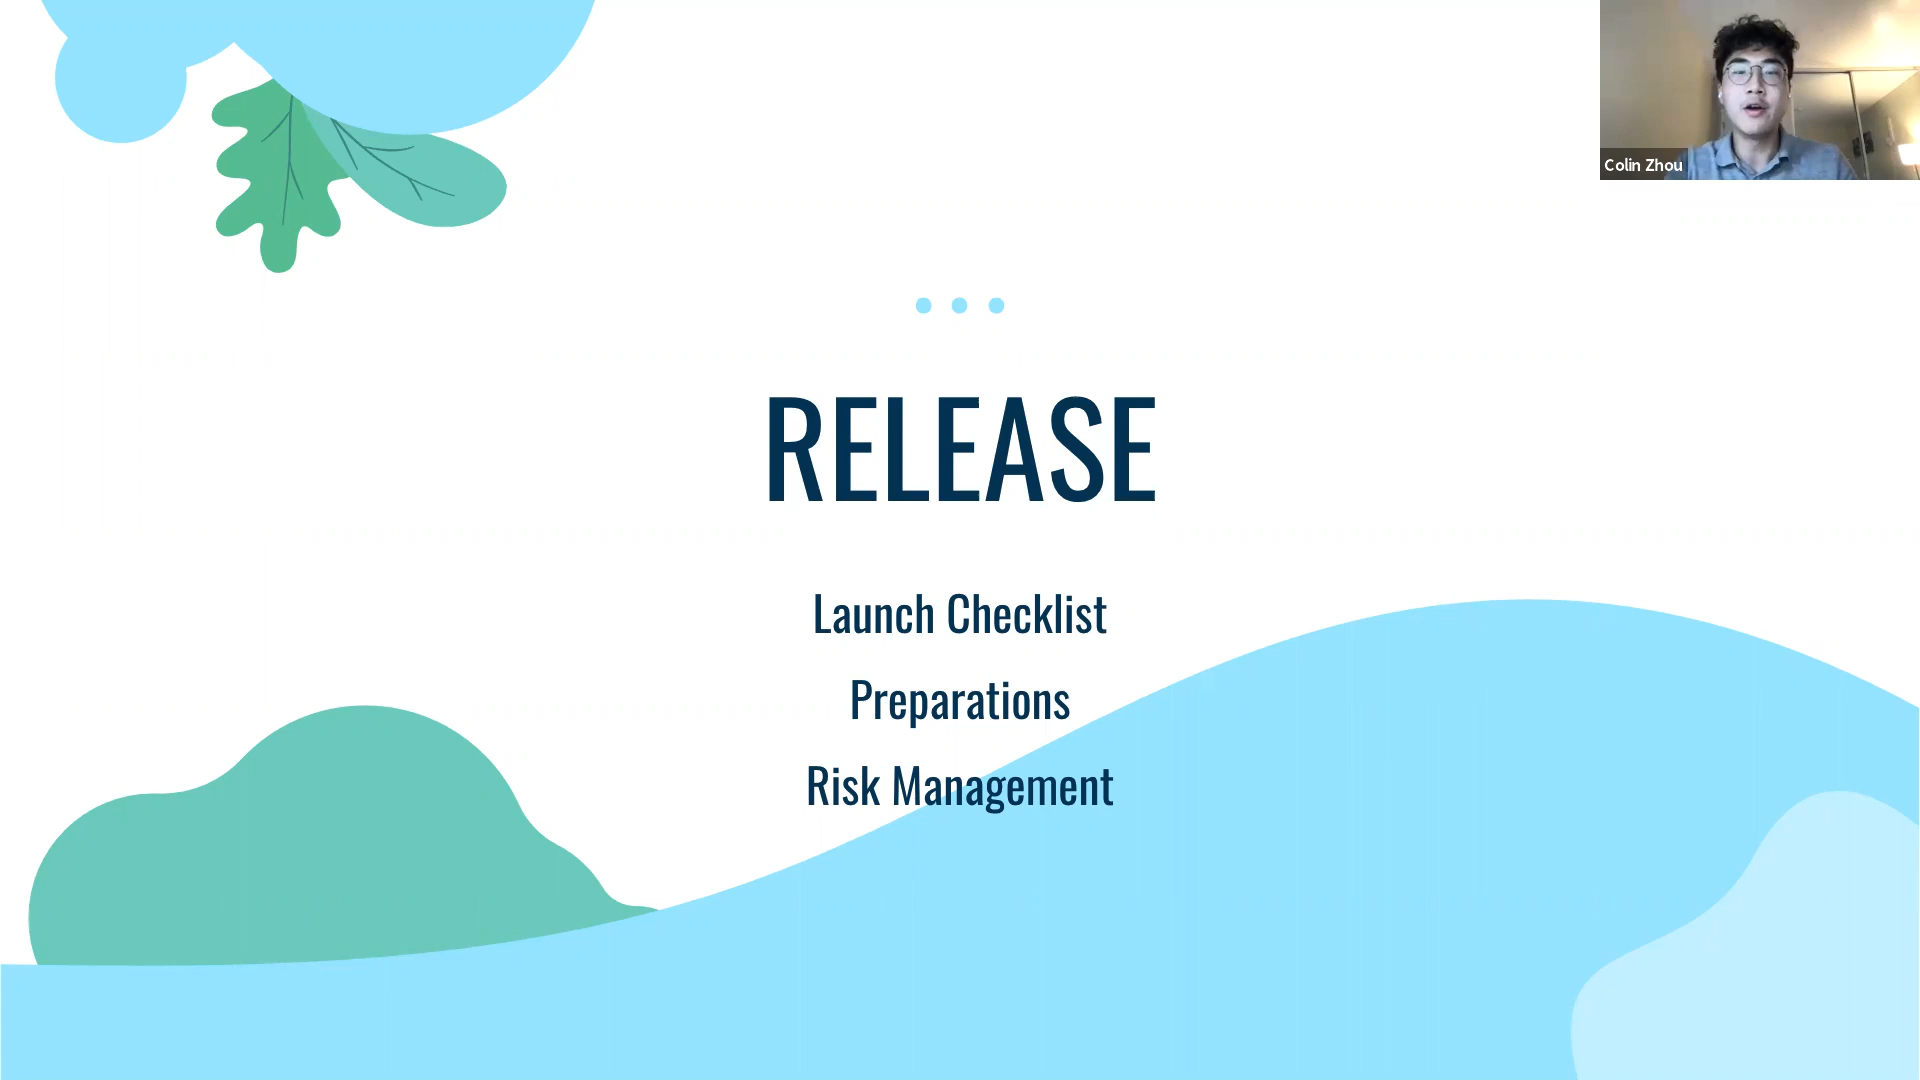 Colin Zhou
RELEASE
Launch Checklist
Preparations
Risk Management